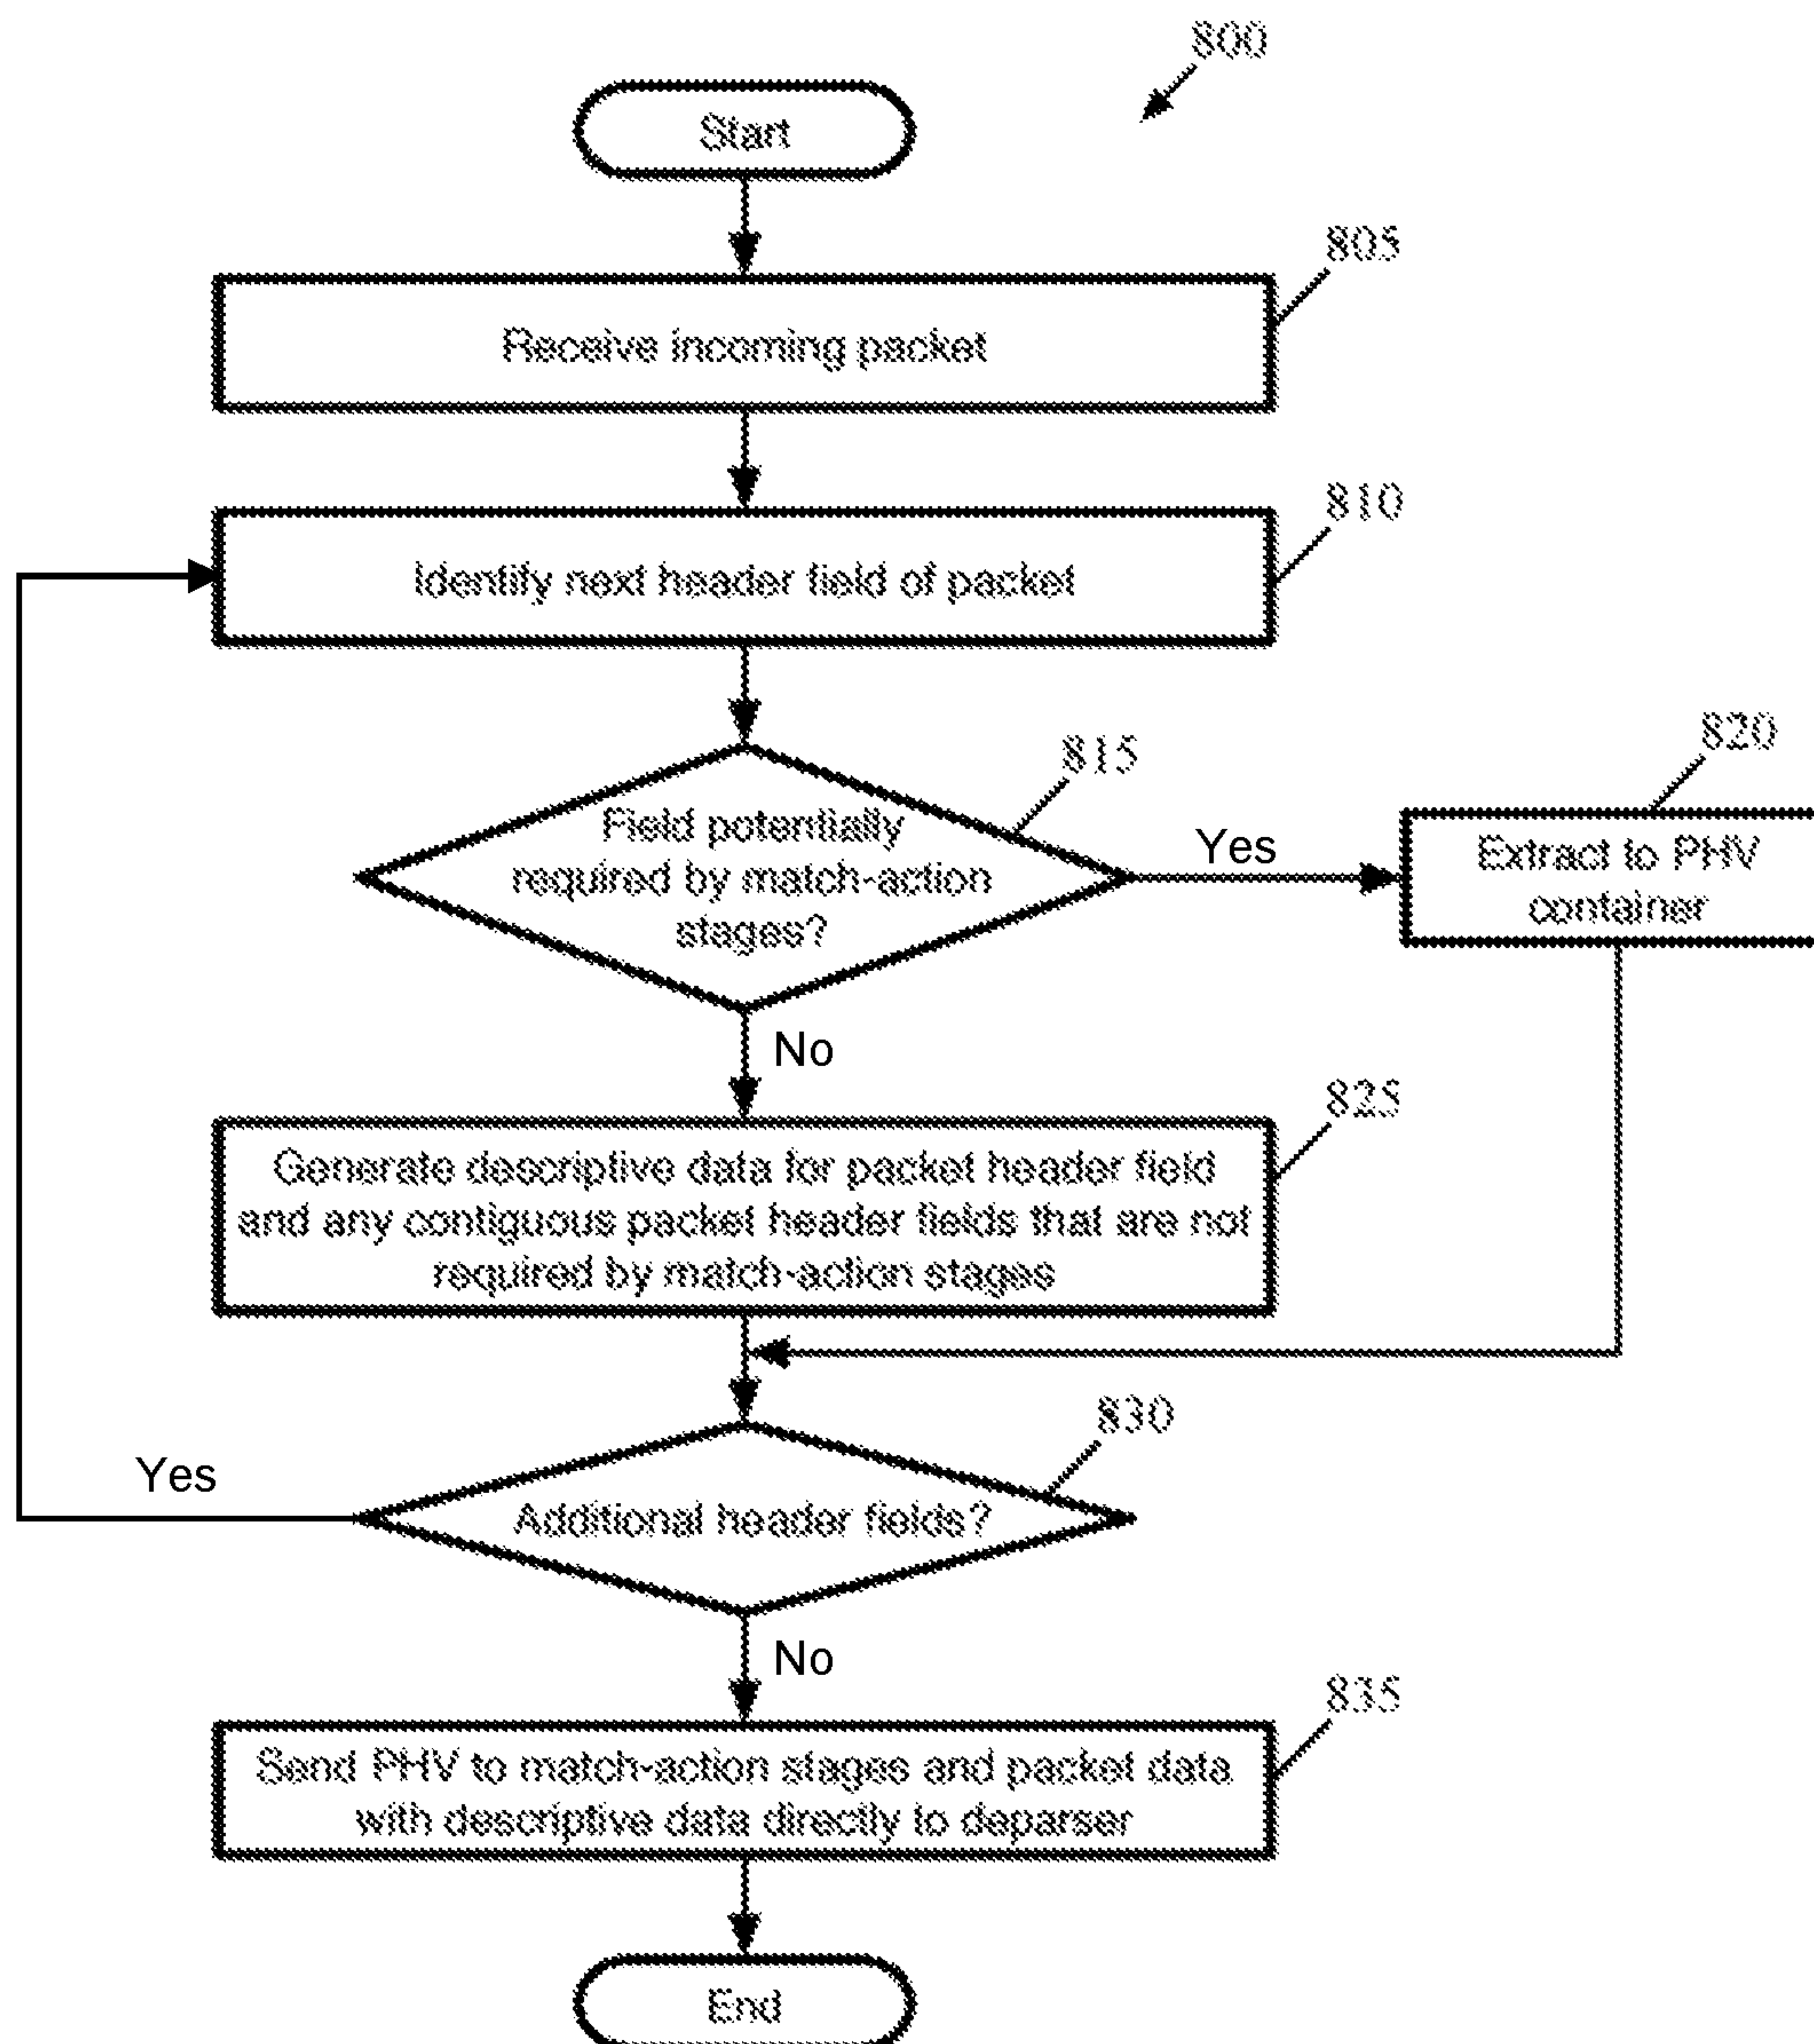 800
Start
805
Receive incoming packet
810
Identify next header field of packet
815
820
Field potentially
required by match-action
stages?
Yes
Extract to PHV
container
No
825
Generate descriptive data for packet header field
and any contiguous packet header fields that are not
required by match-action stages
830
Yes
Additional header fields?
No
835
Send PHV to match-action stages and packet data
with descriptive data directly to deparser
End